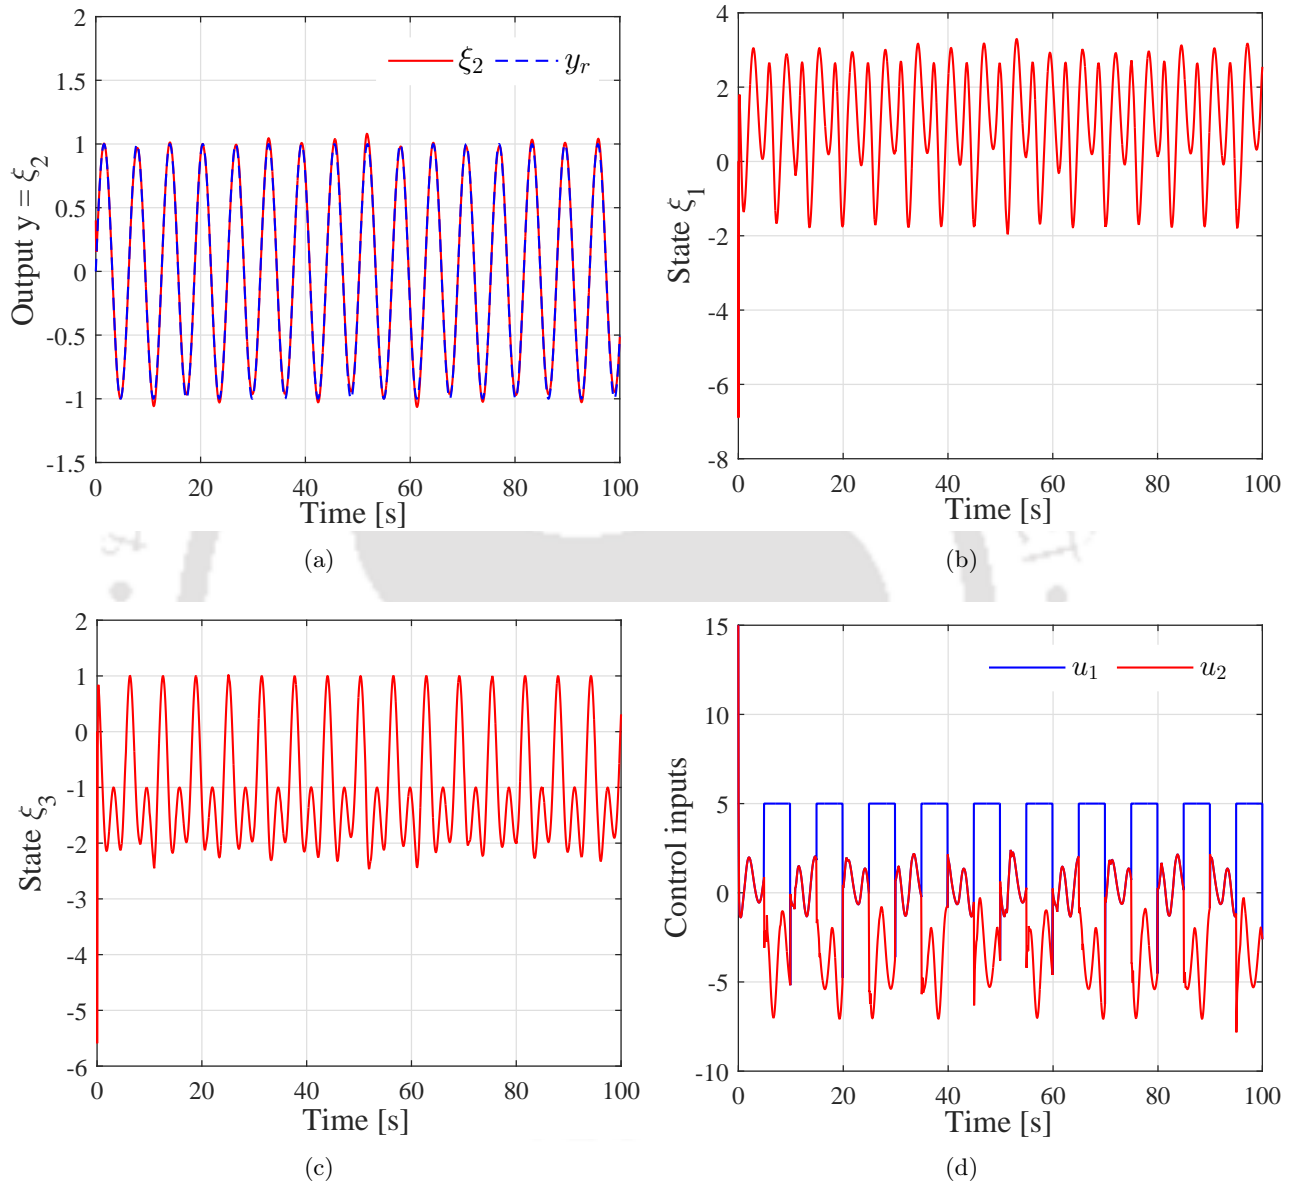 2
1.5
1
0.5
0
-0.5
-1
-1.5
Output y = ξ₂
ξ₂ yᵣ
0 20 40 60 80 100
Time [s]
(a)
4
2
0
-2
-4
-6
-8
State ξ₁
0 20 40 60 80 100
Time [s]
(b)
2
1
0
-1
-2
-3
-4
-5
-6
State ξ₃
0 20 40 60 80 100
Time [s]
(c)
15
10
5
0
-5
-10
Control inputs
u₁ u₂
0 20 40 60 80 100
Time [s]
(d)